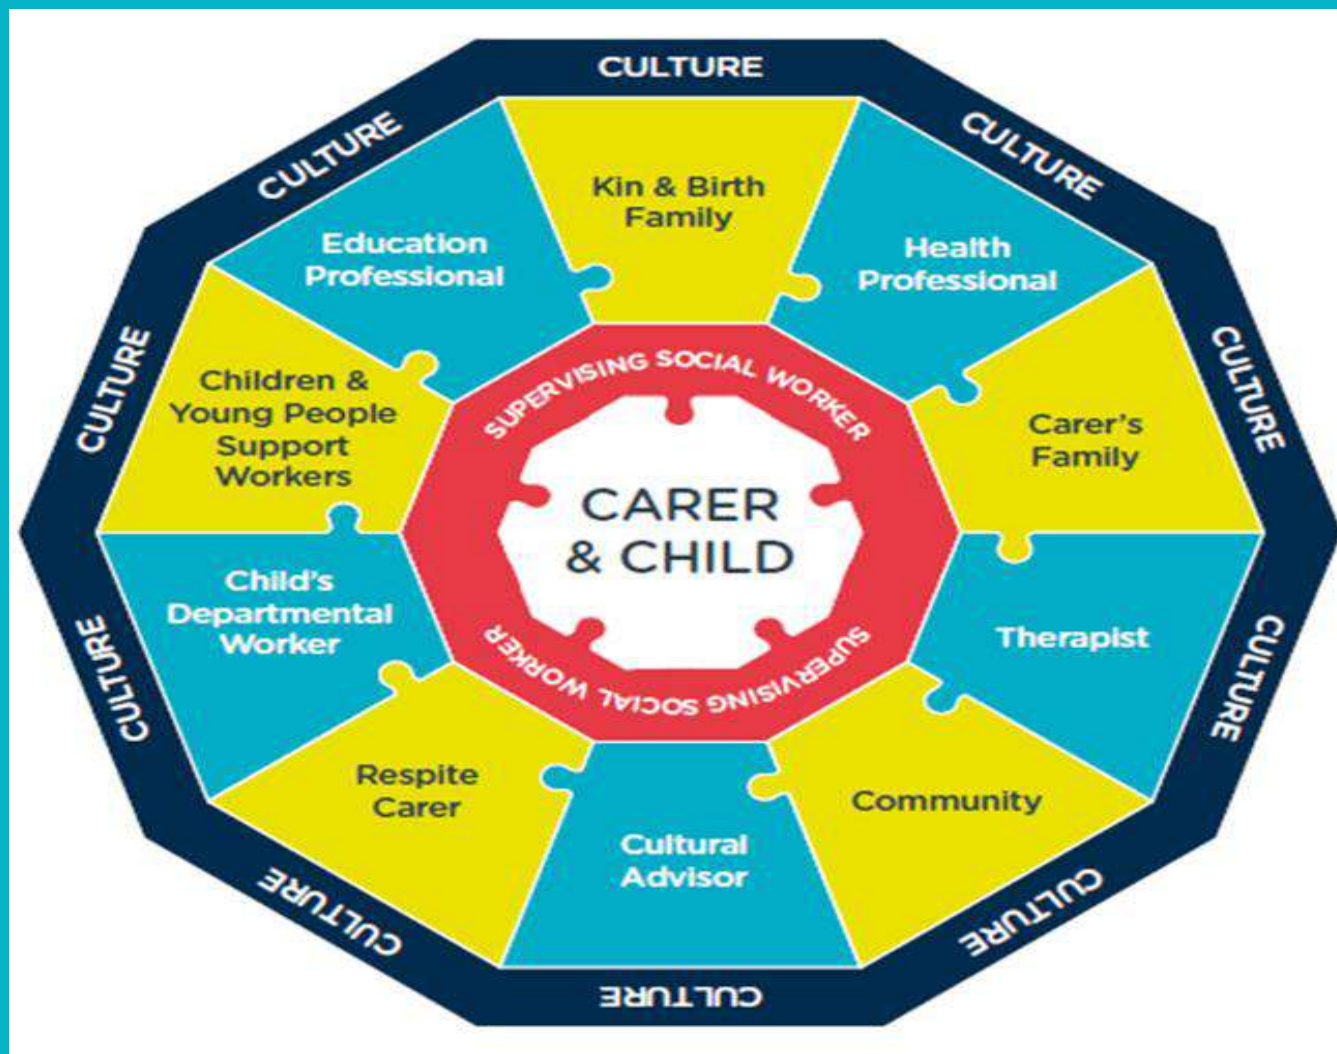 CULTURE
CULTURE
CULTURE
CULTURE
CULTURE
CULTURE
CULTURE
CULTURE
CULTURE
CULTURE
Kin & Birth
Family
Health
Professional
Carer's
Family
Therapist
Community
Cultural
Advisor
Respite
Carer
Child's
Departmental
Worker
Children &
Young People
Support
Workers
Education
Professional
SUPERVISING SOCIAL WORKER
CARER
& CHILD
SUPERVISING SOCIAL WORKER